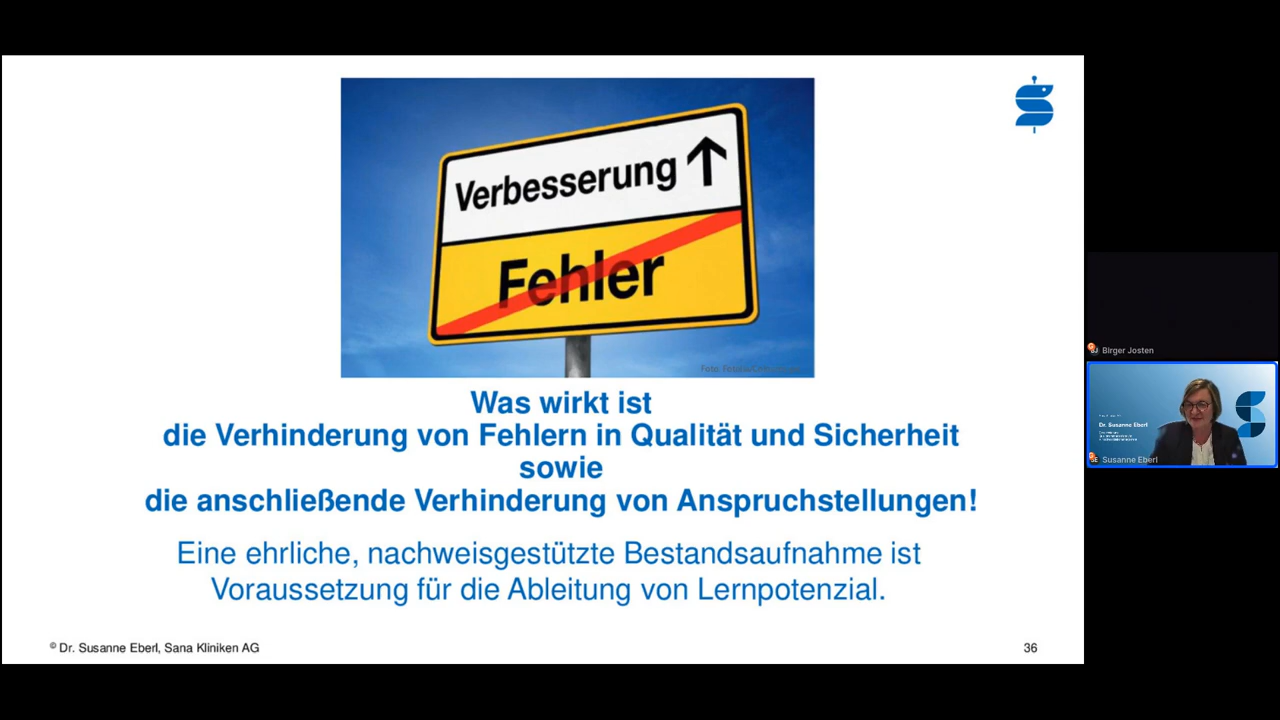 Verbesserung ↑
Fehler
Was wirkt ist
die Verhinderung von Fehlern in Qualität und Sicherheit
sowie
die anschließende Verhinderung von Anspruchstellungen!
Eine ehrliche, nachweisgestützte Bestandsaufnahme ist
Voraussetzung für die Ableitung von Lernpotenzial.
© Dr. Susanne Eberl, Sana Kliniken AG
36
Birger Josten
Dr. Susanne Eberl
Susanne Eberl